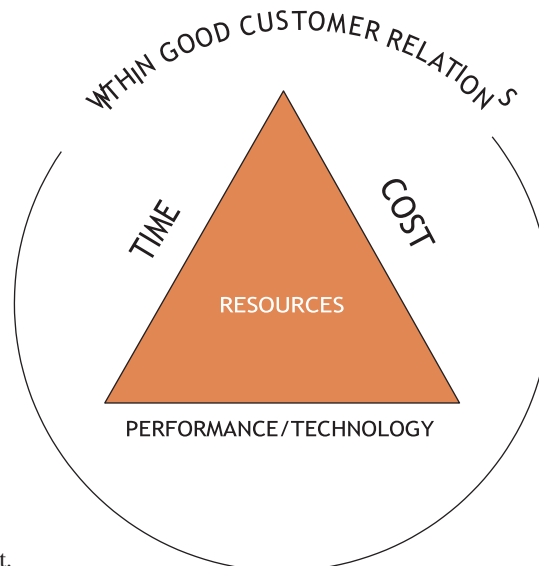 WITHIN GOOD CUSTOMER RELATIONS
TIME
COST
RESOURCES
PERFORMANCE/TECHNOLOGY
t.